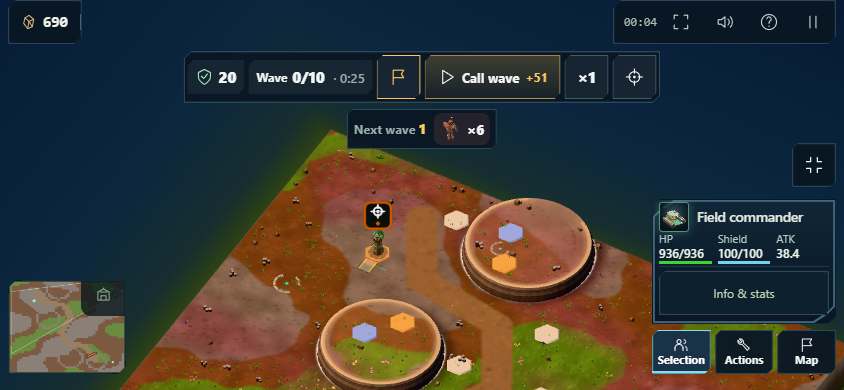 690
00:04
20
Wave 0/10 · 0:25
Call wave +51
×1
Next wave 1
×6
Field commander
HP
Shield
ATK
936/936
100/100
38.4
Info & stats
Selection
Actions
Map